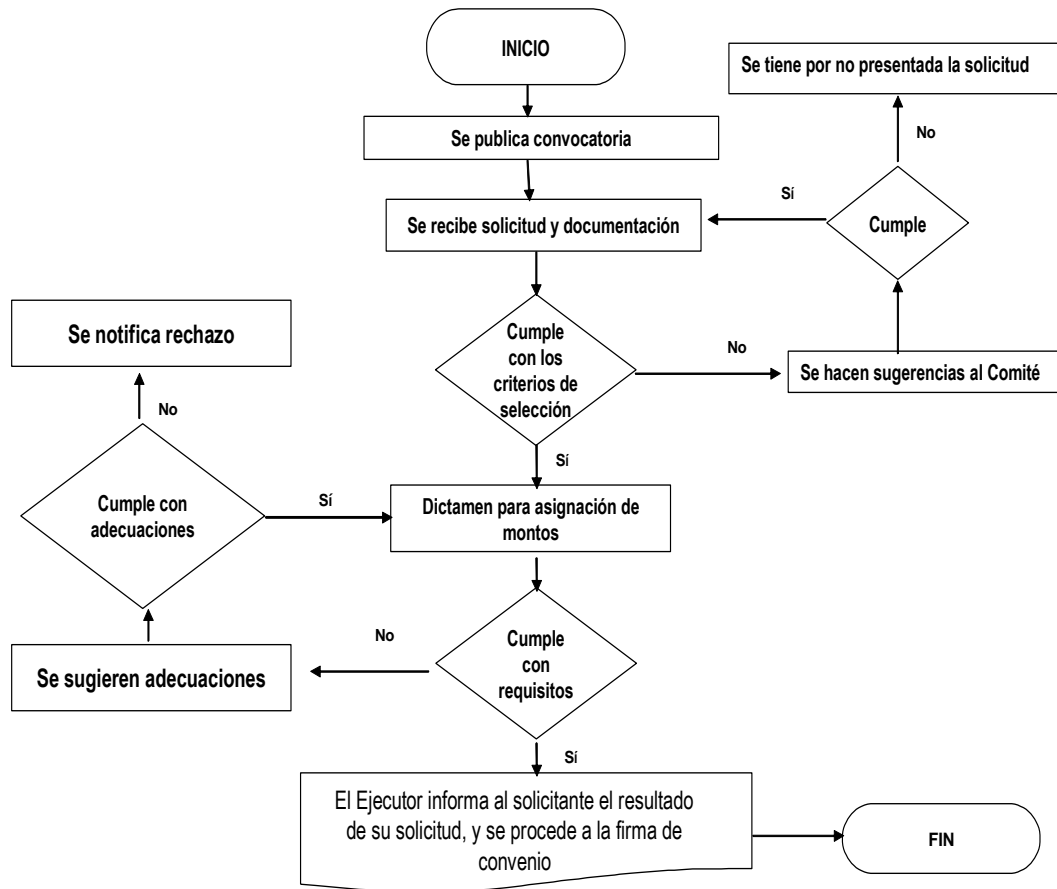 INICIO
Se tiene por no presentada la solicitud
No
Se publica convocatoria
Sí
Cumple
Se recibe solicitud y documentación
Se notifica rechazo
Cumple
con los
criterios de
selección
No
Se hacen sugerencias al Comité
No
Sí
Cumple con
adecuaciones
Sí
Dictamen para asignación de
montos
No
Cumple
con
requisitos
Se sugieren adecuaciones
Sí
El Ejecutor informa al solicitante el resultado
de su solicitud, y se procede a la firma de
convenio
FIN